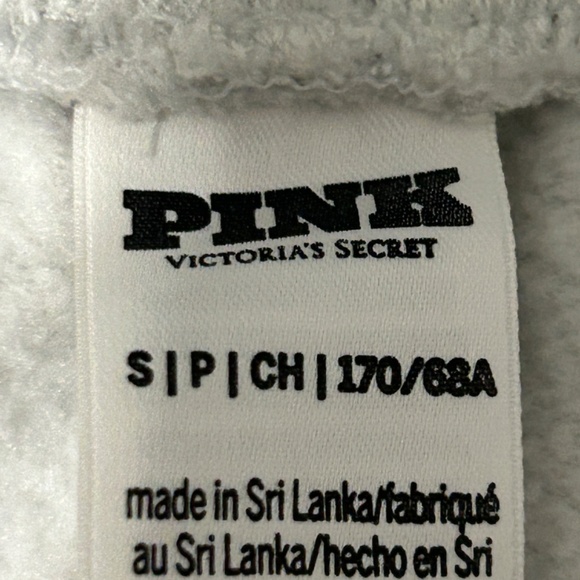 PINK
VICTORIA'S SECRET
S | P | CH | 170/68A
made in Sri Lanka/fabriqué
au Sri Lanka/hecho en Sri